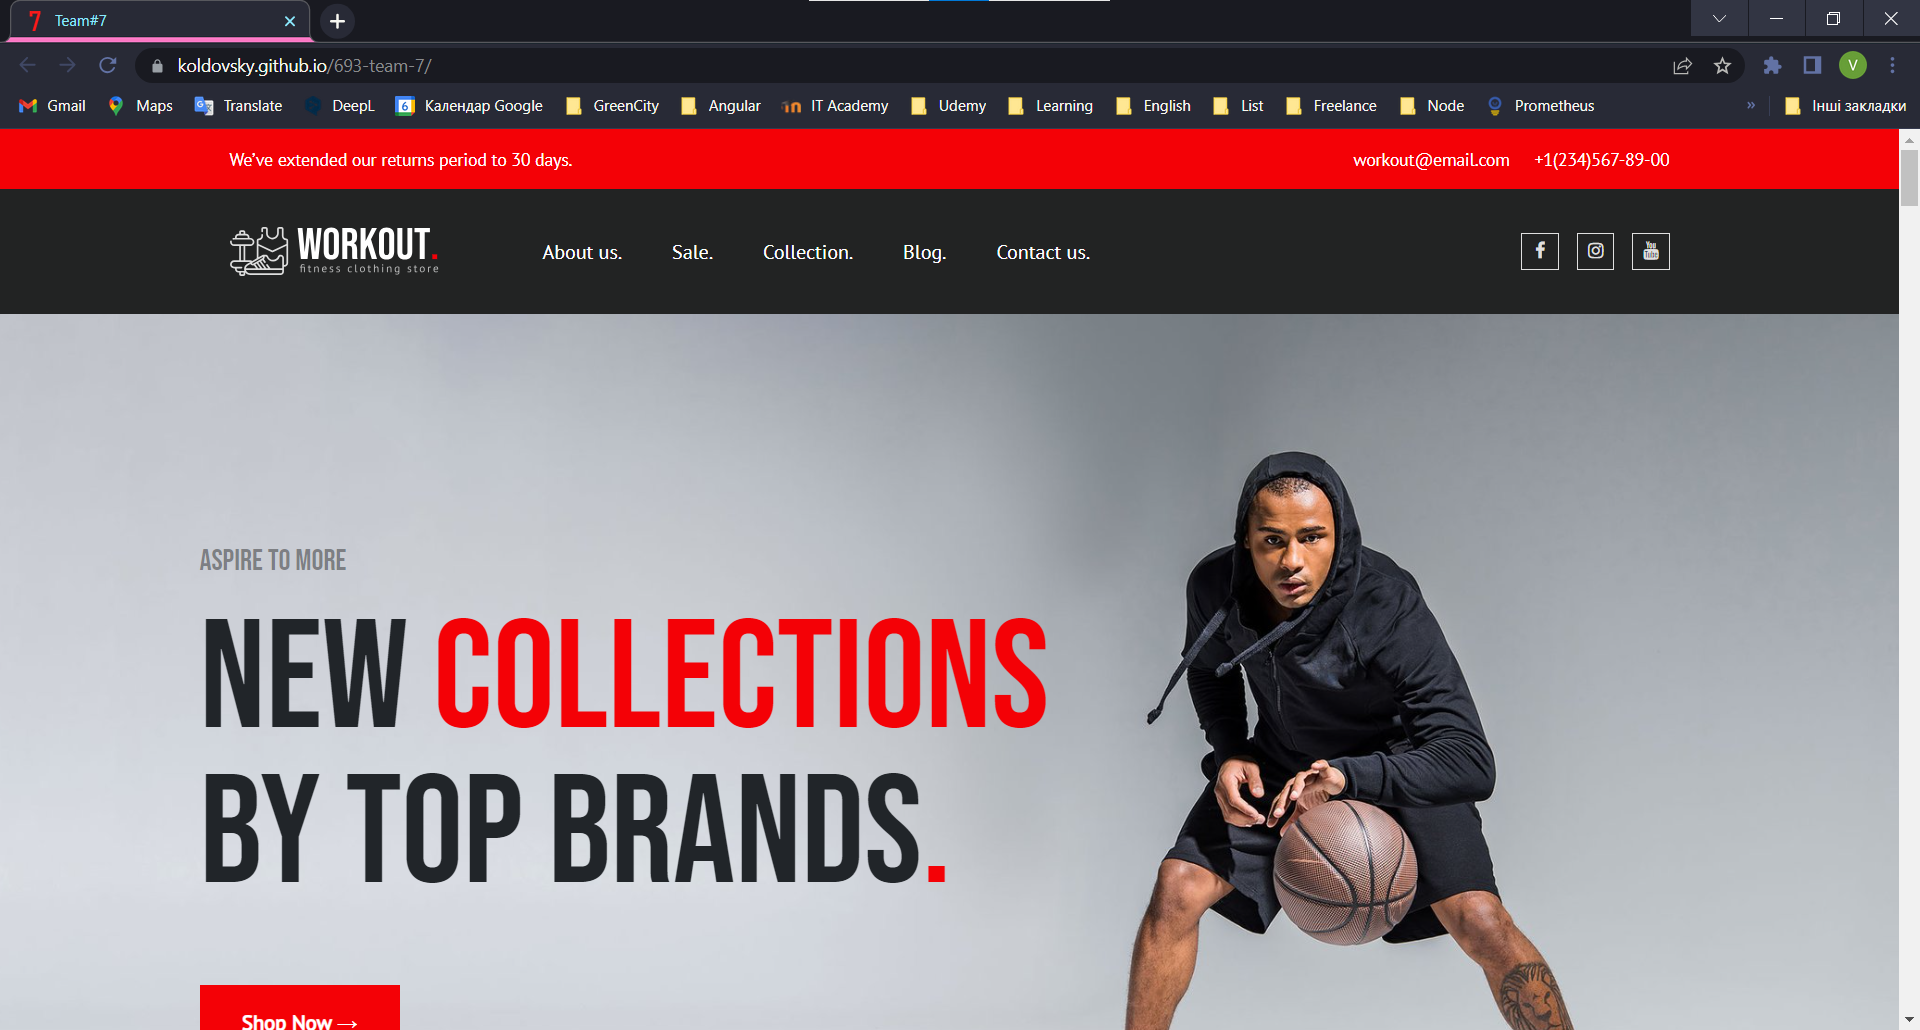 7 Team#7
koldovsky.github.io/693-team-7/
V
Gmail Maps Translate DeepL 6 Календар Google GreenCity Angular IT Academy Udemy Learning English List Freelance Node Prometheus » Інші закладки
We've extended our returns period to 30 days. workout@email.com +1(234)567-89-00
WORKOUT.
fitness clothing store
About us. Sale. Collection. Blog. Contact us.
You
Tube
ASPIRE TO MORE
NEW COLLECTIONS
BY TOP BRANDS.
Shop Now →